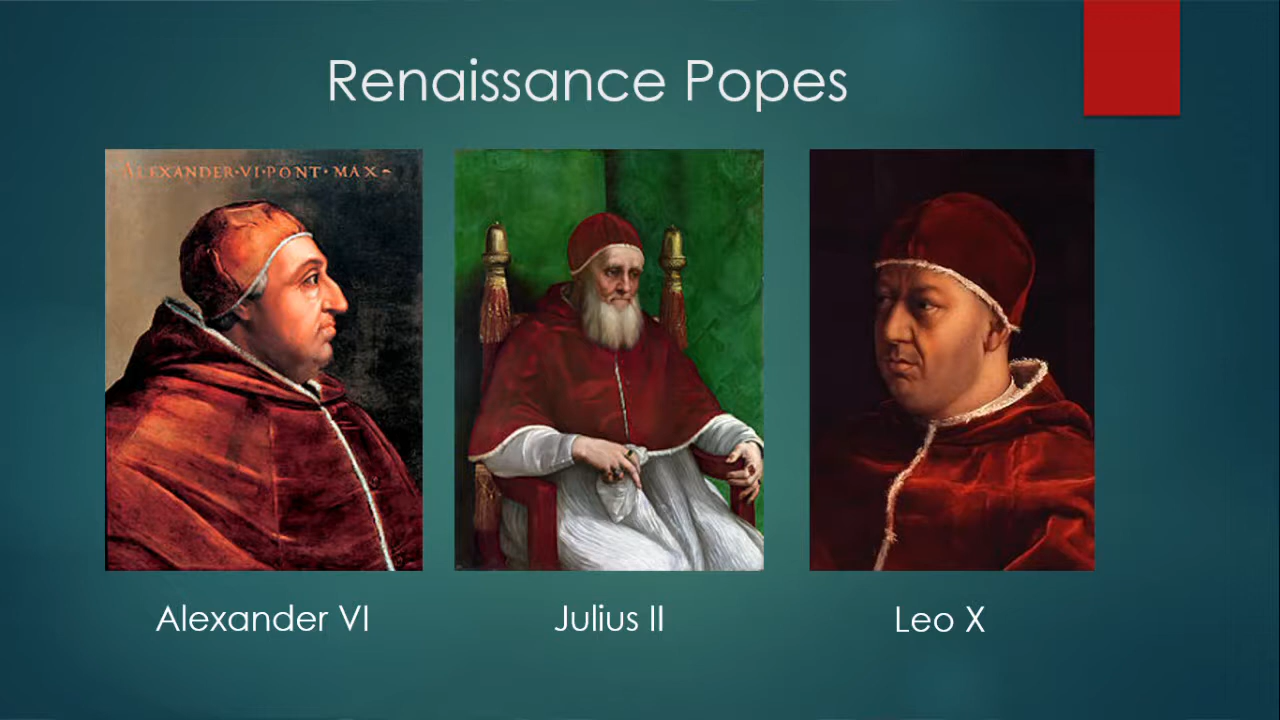 Renaissance Popes
ALEXANDER·VI·PONT·MAX~
Alexander VI
Julius II
Leo X